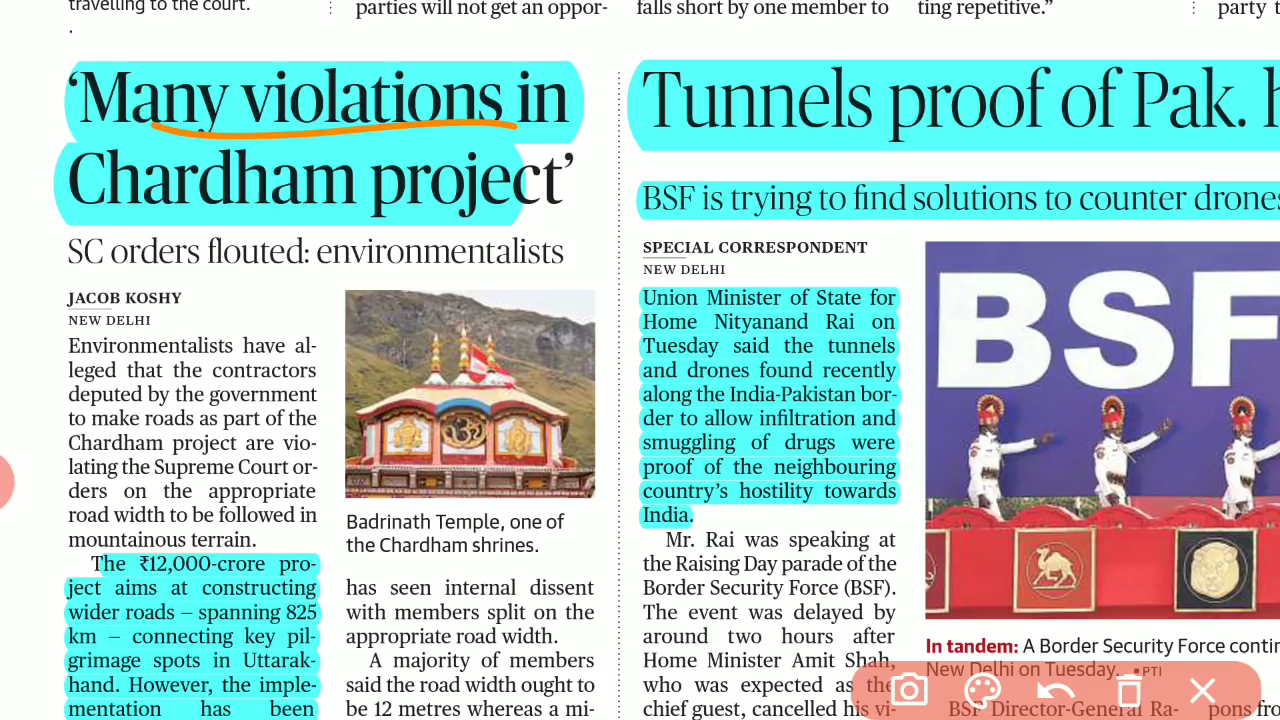 travelling to the court.
.
parties will not get an oppor-
falls short by one member to
ting repetitive.”
party
‘Many violations in
Chardham project’
SC orders flouted: environmentalists
JACOB KOSHY
NEW DELHI
Environmentalists have al-
leged that the contractors
deputed by the government
to make roads as part of the
Chardham project are vio-
lating the Supreme Court or-
ders on the appropriate
road width to be followed in
mountainous terrain.
The ₹12,000-crore pro-
ject aims at constructing
wider roads – spanning 825
km – connecting key pil-
grimage spots in Uttarak-
hand. However, the imple-
mentation has been
Badrinath Temple, one of
the Chardham shrines.
has seen internal dissent
with members split on the
appropriate road width.
A majority of members
said the road width ought to
be 12 metres whereas a mi-
Tunnels proof of Pak.
BSF is trying to find solutions to counter drones
SPECIAL CORRESPONDENT
NEW DELHI
Union Minister of State for
Home Nityanand Rai on
Tuesday said the tunnels
and drones found recently
along the India-Pakistan bor-
der to allow infiltration and
smuggling of drugs were
proof of the neighbouring
country’s hostility towards
India.
Mr. Rai was speaking at
the Raising Day parade of the
Border Security Force (BSF).
The event was delayed by
around two hours after
Home Minister Amit Shah,
who was expected as the
chief guest, cancelled his vi-
BSF
In tandem: A Border Security Force
New Delhi on Tuesday. ▪ PTI
BSF Director-General Ra-
pons